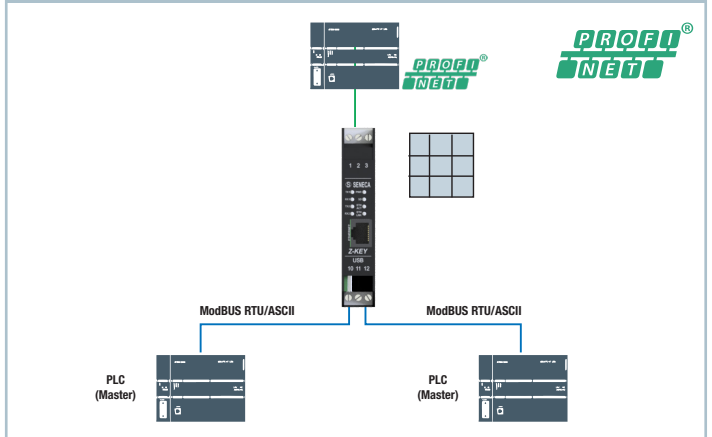 PROFI®
NET
PROFI®
NET
1 2 3
SENECA
Z-KEY
USB
10 11 12
ModBUS RTU/ASCII
ModBUS RTU/ASCII
PLC
(Master)
PLC
(Master)